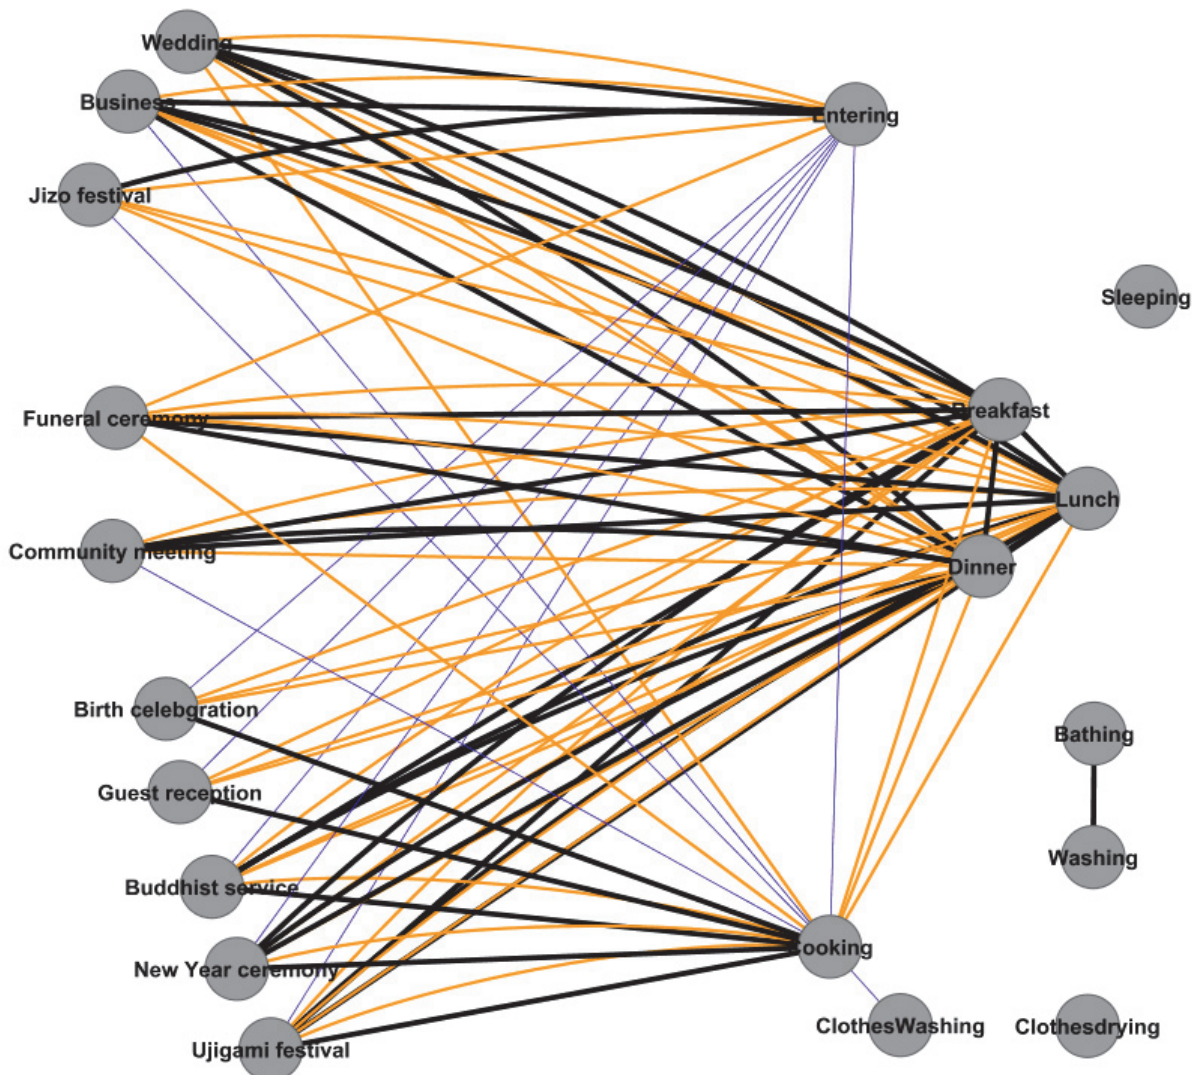 Wedding
Business
Entering
Jizo festival
Sleeping
Funeral ceremony
Breakfast
Lunch
Community meeting
Dinner
Birth celebgration
Bathing
Guest reception
Washing
Buddhist service
New Year ceremony
Cooking
ClothesWashing
Clothesdrying
Ujigami festival